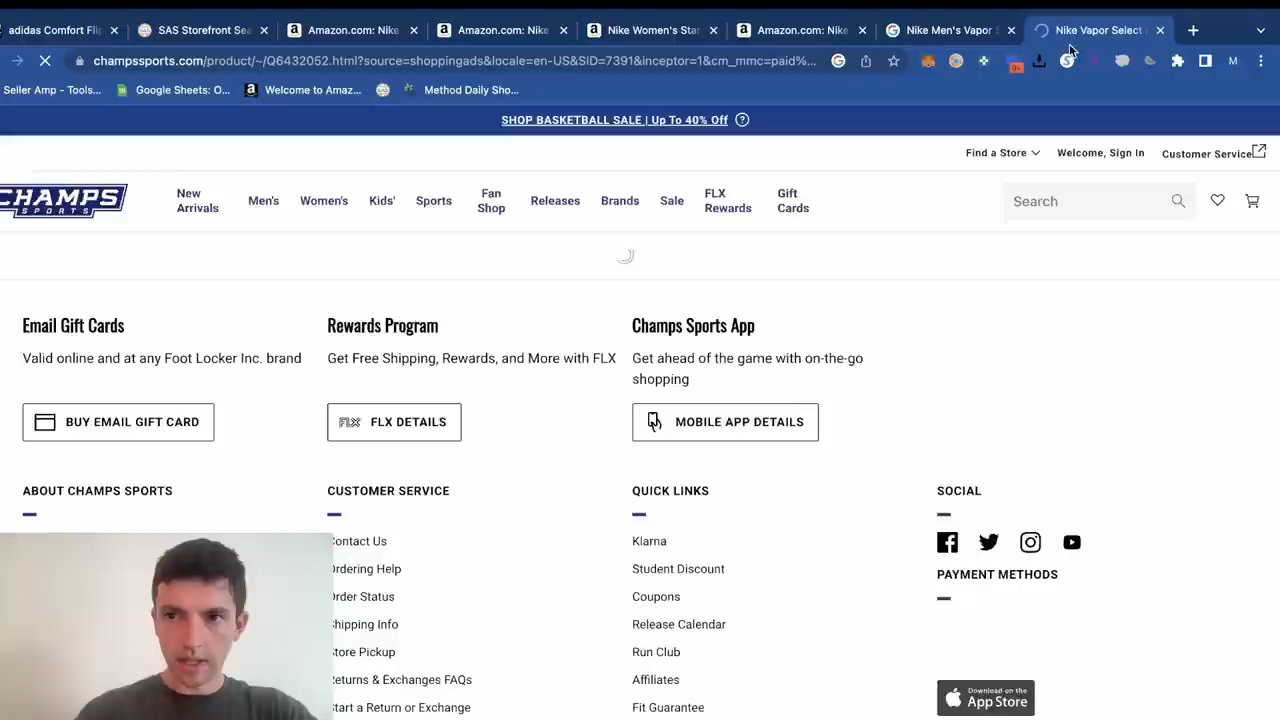 adidas Comfort Fli
SAS Storefront Sea
Amazon.com: Nike
Amazon.com: Nike
Nike Women's Star
Amazon.com: Nike
Nike Men's Vapor S
Nike Vapor Select
champssports.com/product/~/Q6432052.html?source=shoppingads&locale=en-US&SID=7391&inceptor=1&cm_mmc=paid%...
9+
M
Seller Amp - Tools...
Google Sheets: O...
Welcome to Amaz...
Method Daily Sho...
SHOP BASKETBALL SALE | Up To 40% Off
Find a Store
Welcome, Sign In
Customer Service
CHAMPS
SPORTS
New
Arrivals
Men's
Women's
Kids'
Sports
Fan
Shop
Releases
Brands
Sale
FLX
Rewards
Gift
Cards
Search
Email Gift Cards
Valid online and at any Foot Locker Inc. brand
BUY EMAIL GIFT CARD
Rewards Program
Get Free Shipping, Rewards, and More with FLX
FLX
FLX DETAILS
Champs Sports App
Get ahead of the game with on-the-go
shopping
MOBILE APP DETAILS
ABOUT CHAMPS SPORTS
CUSTOMER SERVICE
Contact Us
Ordering Help
Order Status
Shipping Info
Store Pickup
Returns & Exchanges FAQs
Start a Return or Exchange
QUICK LINKS
Klarna
Student Discount
Coupons
Release Calendar
Run Club
Affiliates
Fit Guarantee
SOCIAL
PAYMENT METHODS
Download on the
App Store